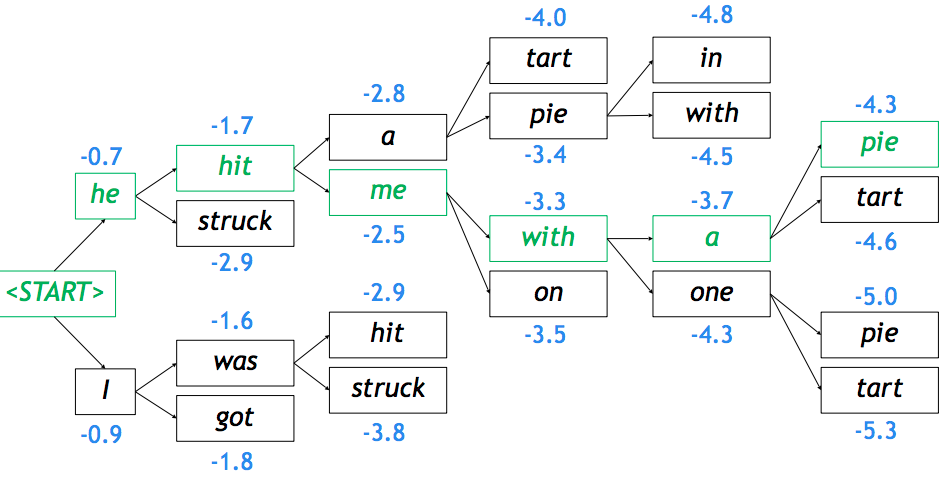 -4.0
-4.8
tart
in
-2.8
pie
with
-4.3
-1.7
a
-3.4
-4.5
pie
-0.7
hit
he
me
-3.3
-3.7
tart
struck
-2.5
with
a
-4.6
-2.9
<START>
-2.9
on
one
-5.0
-1.6
hit
-3.5
-4.3
pie
was
I
struck
tart
got
-0.9
-3.8
-5.3
-1.8